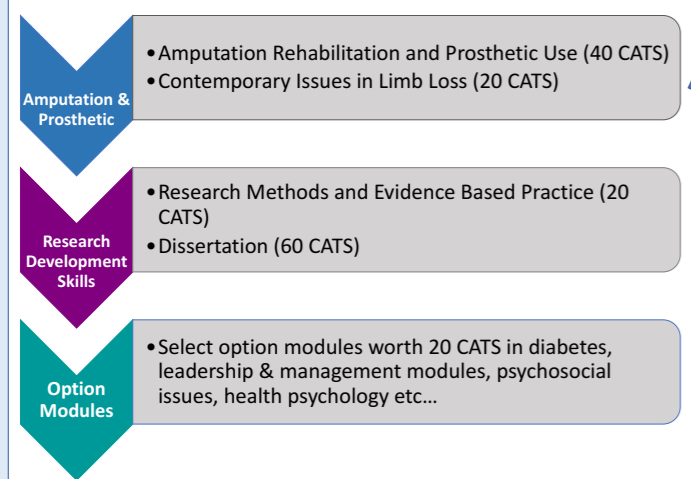 Amputation &
Prosthetic
•Amputation Rehabilitation and Prosthetic Use (40 CATS)
•Contemporary Issues in Limb Loss (20 CATS)
Research
Development
Skills
•Research Methods and Evidence Based Practice (20
CATS)
•Dissertation (60 CATS)
Option
Modules
•Select option modules worth 20 CATS in diabetes,
leadership & management modules, psychosocial
issues, health psychology etc…